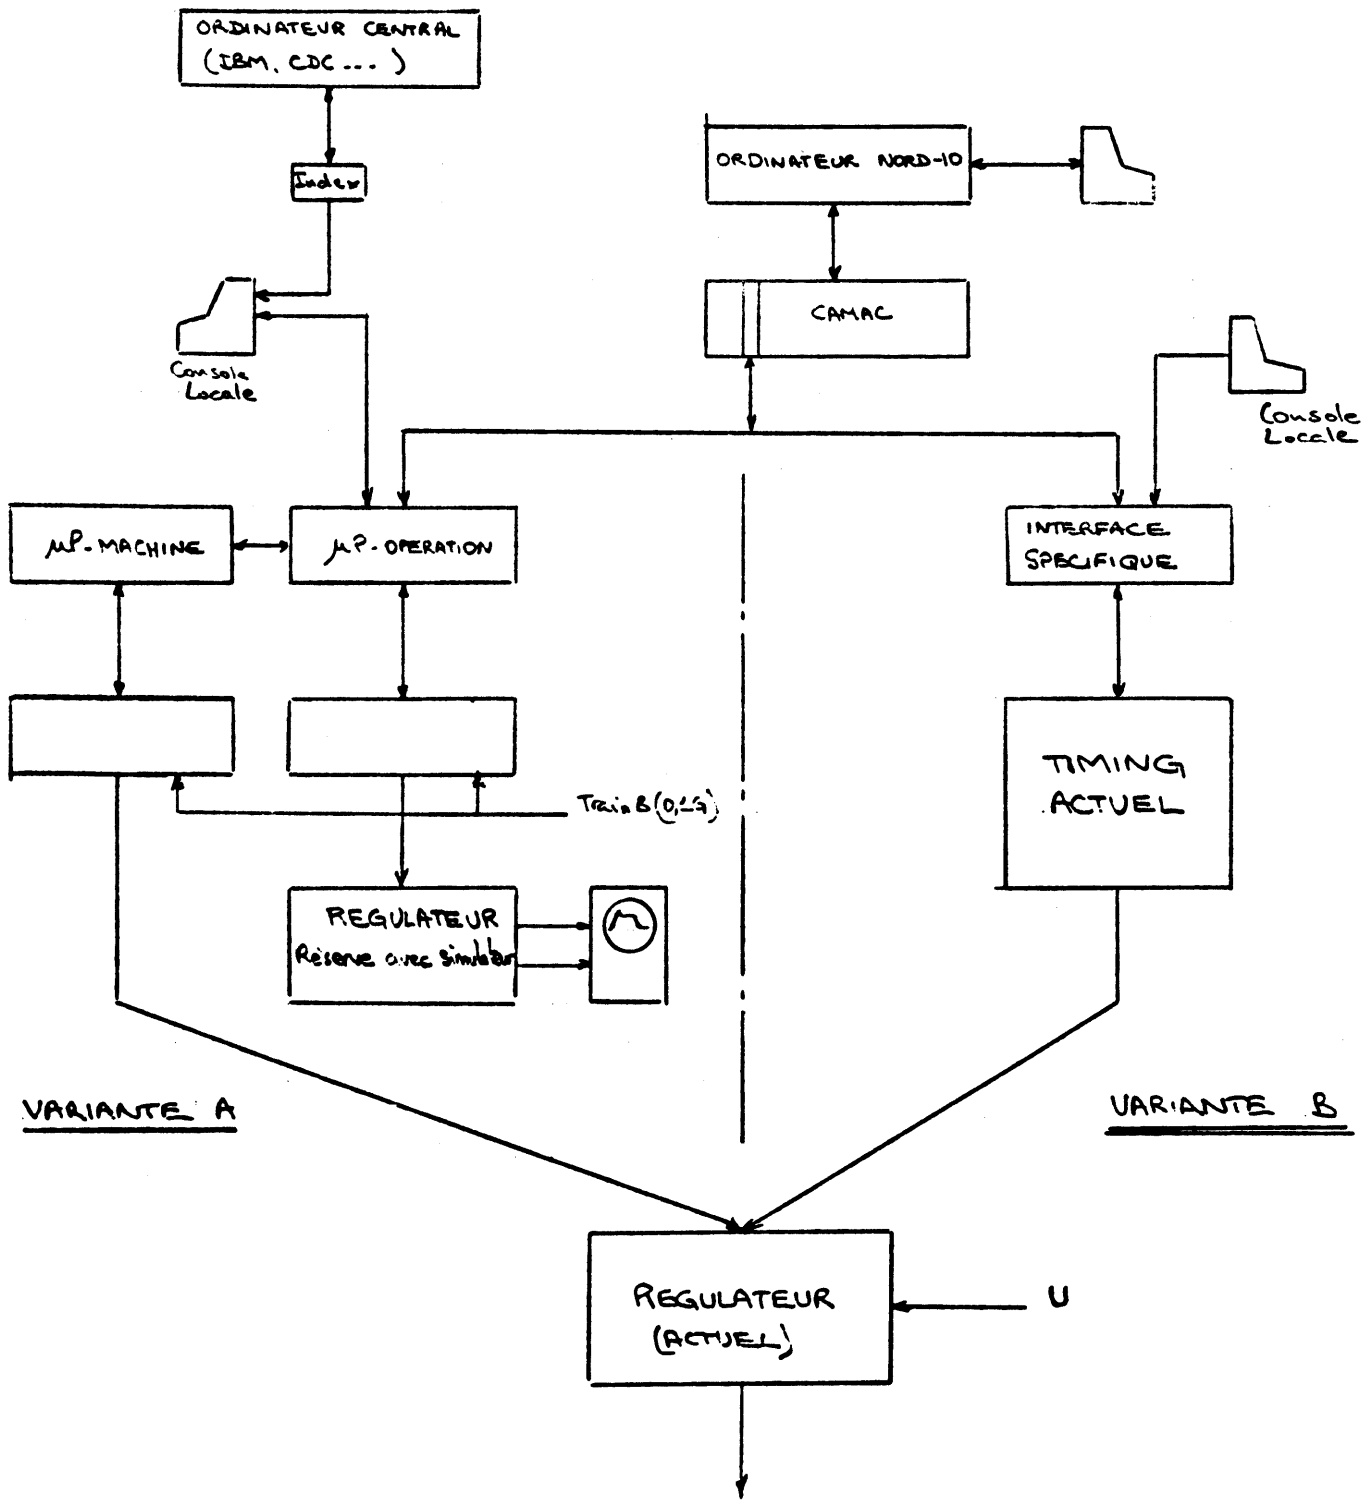 ORDINATEUR CENTRAL
(IBM, CDC ... )
Index
ORDINATEUR NORD-10
CAMAC
Console
Locale
Console
Locale
µP-MACHINE
µP-OPERATION
INTERFACE
SPECIFIQUE
TIMING
ACTUEL
Train B (0,1G)
REGULATEUR
Réserve avec simulateur
VARIANTE A
VARIANTE B
REGULATEUR
(ACTUEL)
U